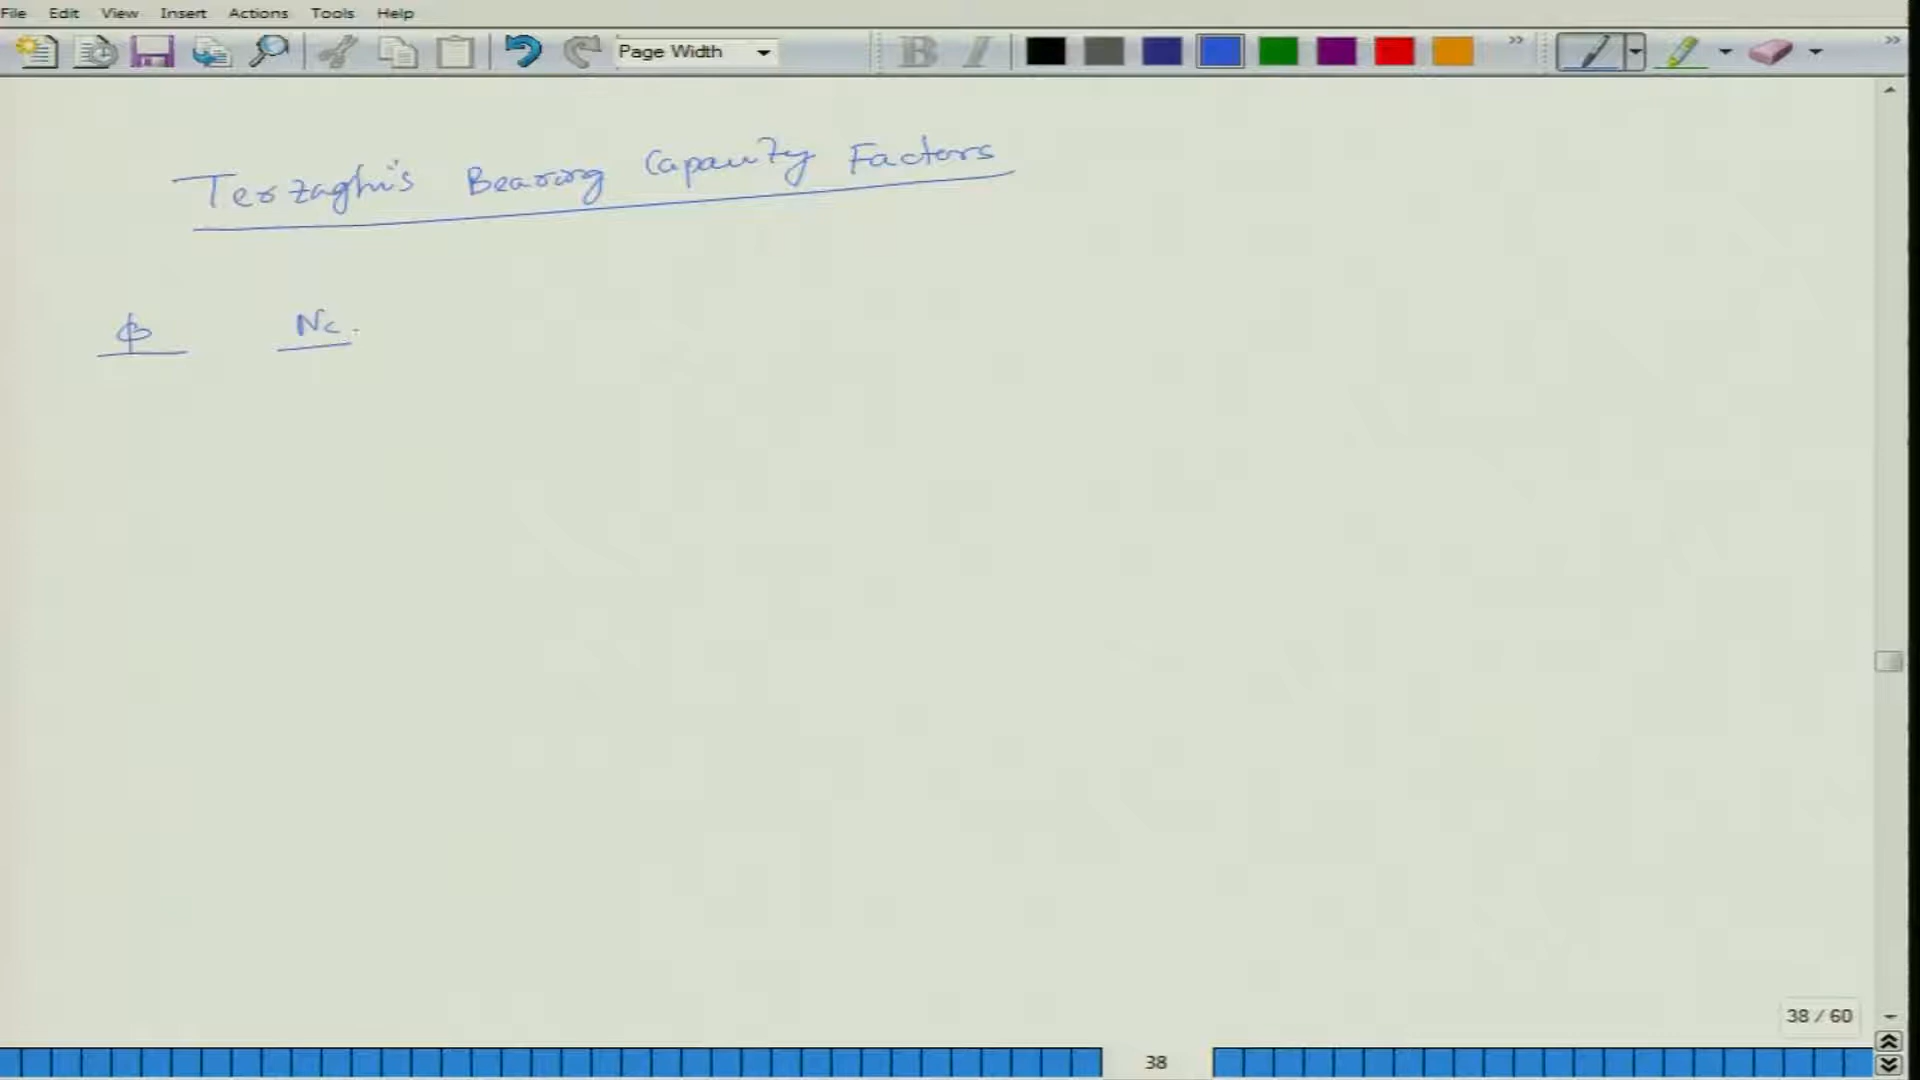 File Edit View Insert Actions Tools Help
Page Width B I
Terzaghi's Bearing Capacity Factors
ϕ Nc.
38 / 60
38